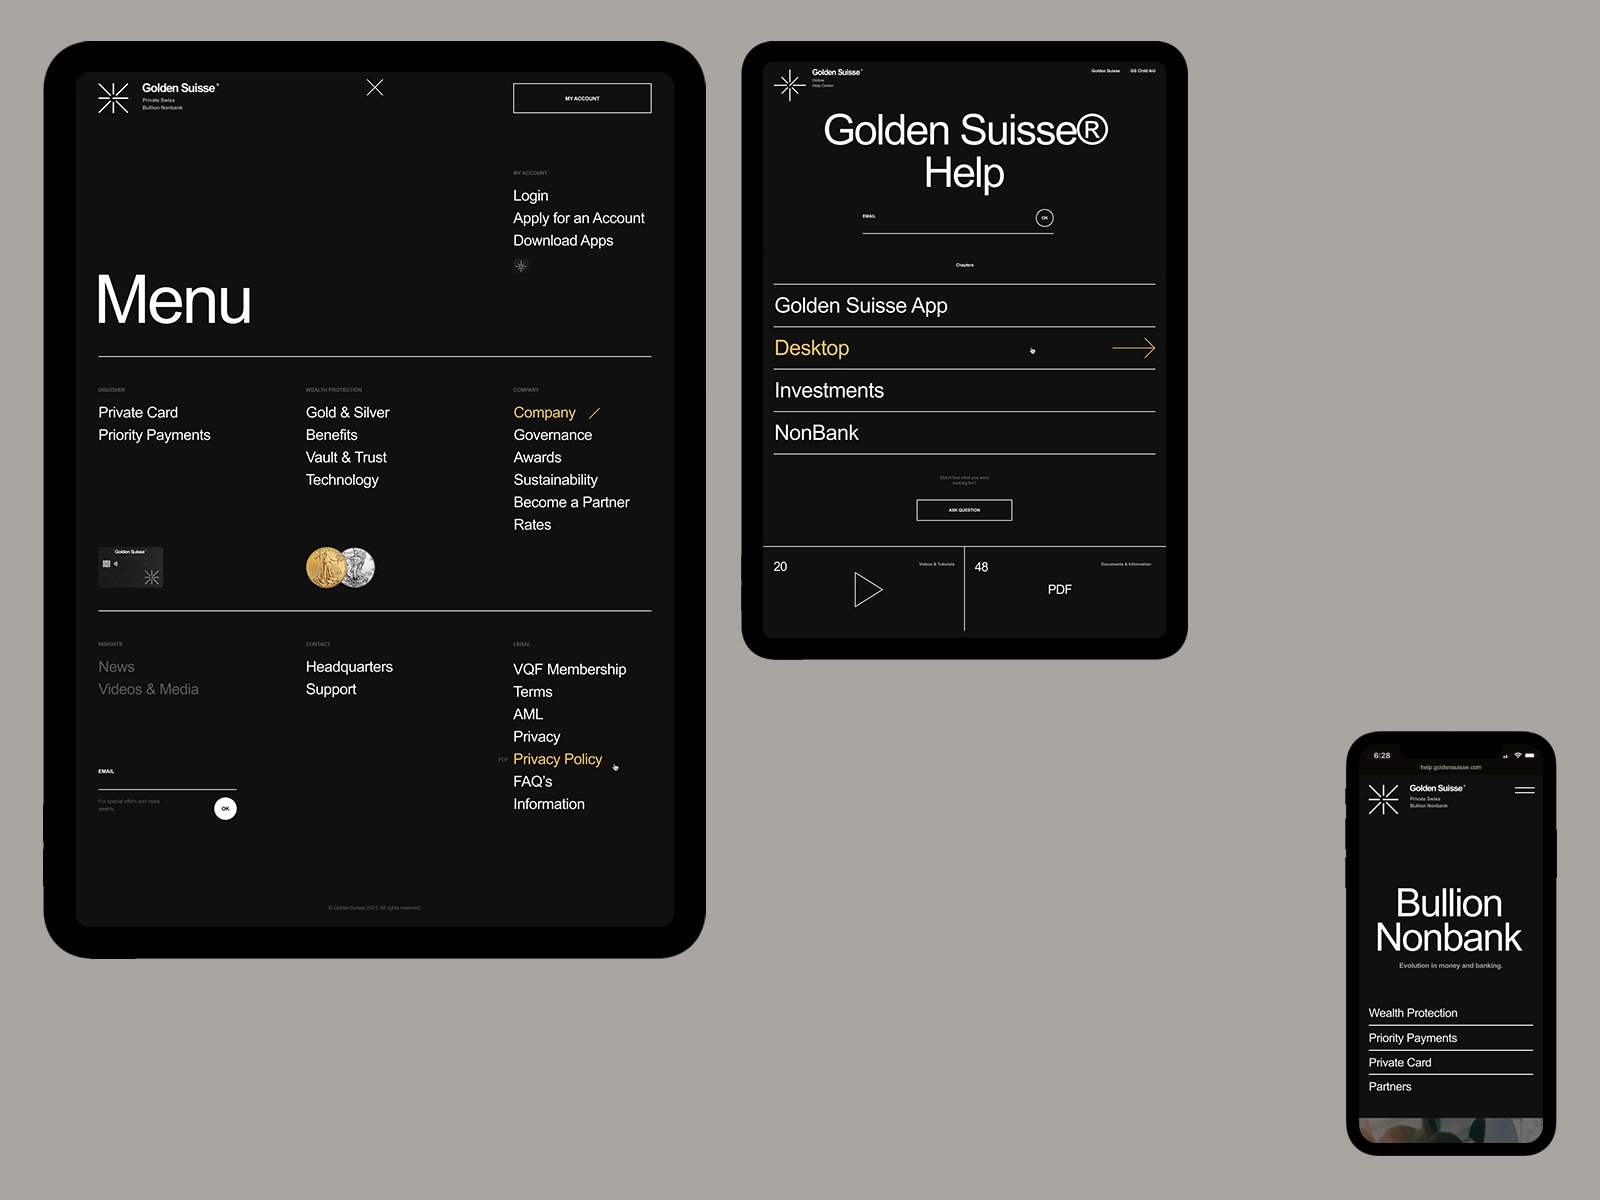 Golden Suisse®
Private Swiss
Bullion Nonbank
MY ACCOUNT
MY ACCOUNT
Login
Apply for an Account
Download Apps
Menu
DISCOVER
Private Card
Priority Payments
WEALTH PROTECTION
Gold & Silver
Benefits
Vault & Trust
Technology
COMPANY
Company
Governance
Awards
Sustainability
Become a Partner
Rates
Golden Suisse®
INSIGHTS
News
Videos & Media
CONTACT
Headquarters
Support
LEGAL
VQF Membership
Terms
AML
Privacy
PDF Privacy Policy
FAQ's
Information
EMAIL
For special offers and news
weekly.
OK
© GoldenSuisse 2021. All rights reserved.
Golden Suisse®
Online
Help Center
Golden Suisse
GS Child Aid
Golden Suisse®
Help
EMAIL
OK
Chapters
Golden Suisse App
Desktop
Investments
NonBank
Didn't find what you were
looking for?
ASK QUESTION
20
Videos & Tutorials
48
Documents & Information
PDF
6:28
help.goldensuisse.com
Golden Suisse®
Private Swiss
Bullion Nonbank
Bullion
Nonbank
Evolution in money and banking.
Wealth Protection
Priority Payments
Private Card
Partners